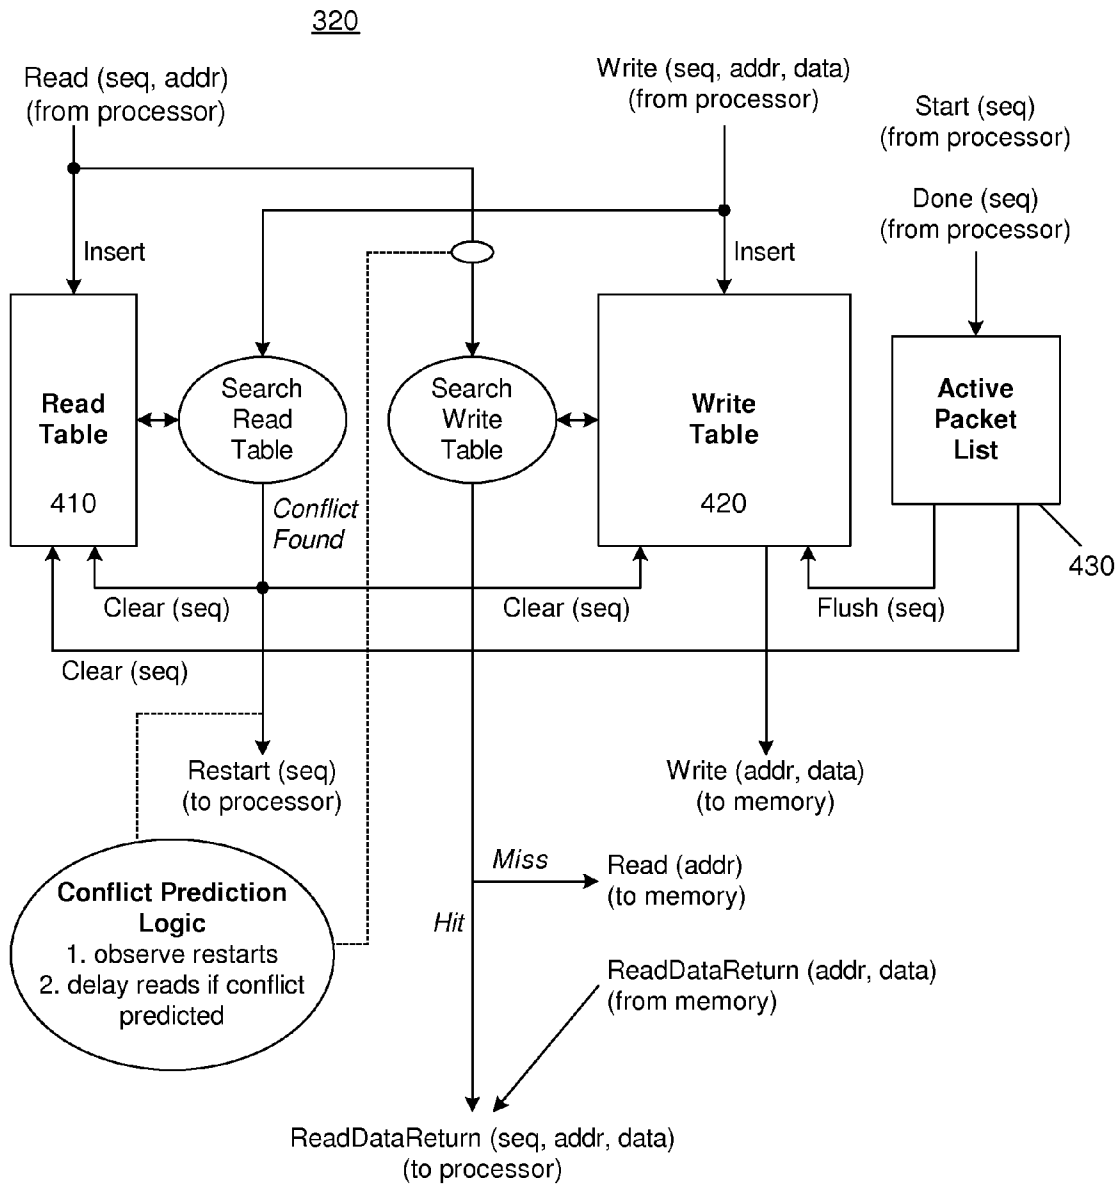 320
Read (seq, addr)
(from processor)
Write (seq, addr, data)
(from processor)
Start (seq)
(from processor)
Done (seq)
(from processor)
Insert
Insert
Read
Table
410
Search
Read
Table
Search
Write
Table
Write
Table
420
Active
Packet
List
430
Conflict
Found
Clear (seq)
Clear (seq)
Flush (seq)
Clear (seq)
Restart (seq)
(to processor)
Write (addr, data)
(to memory)
Miss
Read (addr)
(to memory)
Hit
Conflict Prediction
Logic
1. observe restarts
2. delay reads if conflict
predicted
ReadDataReturn (addr, data)
(from memory)
ReadDataReturn (seq, addr, data)
(to processor)